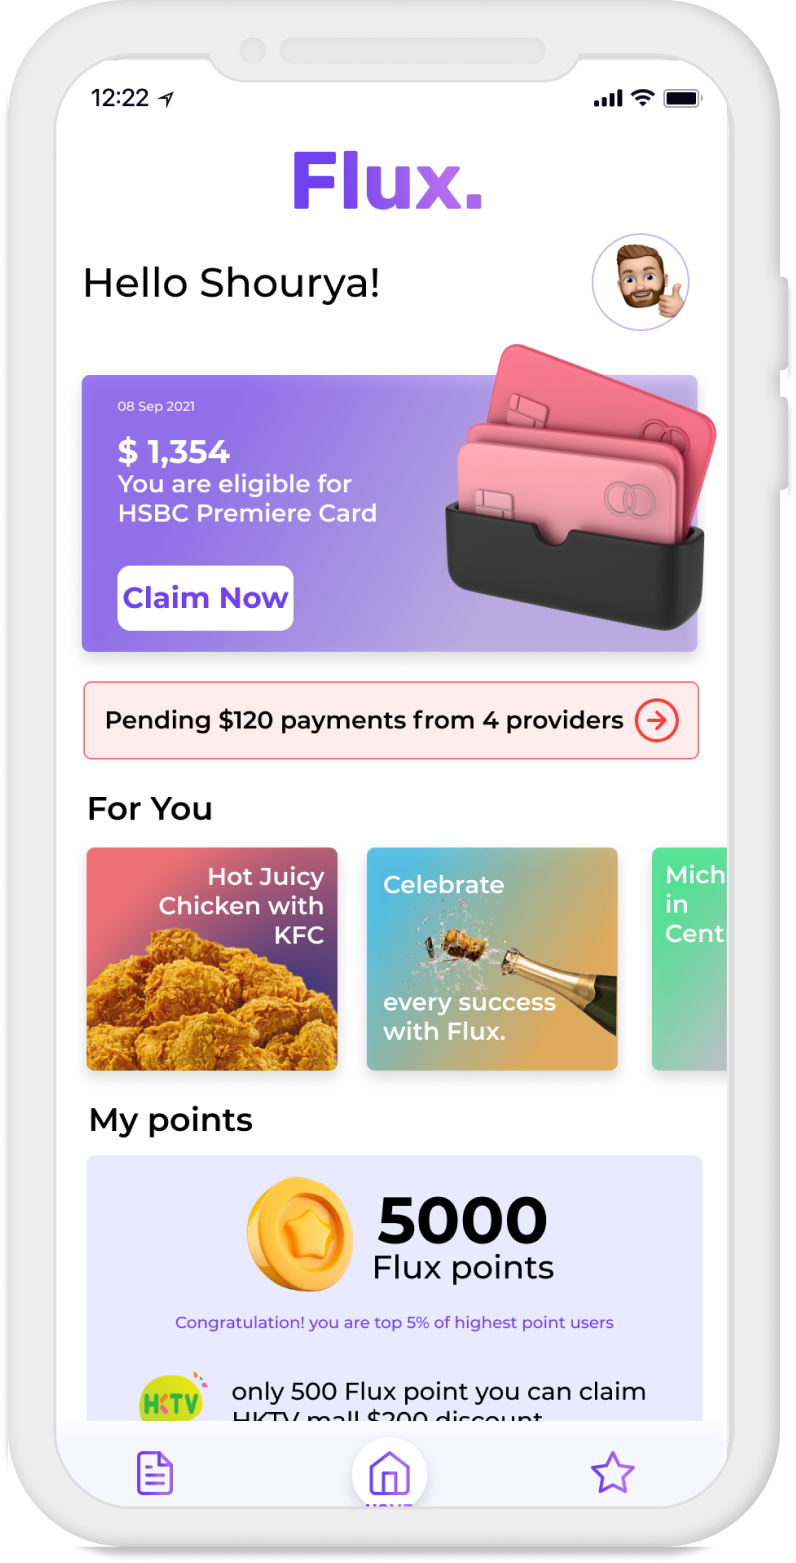 12:22
Flux.
Hello Shourya!
08 Sep 2021
$ 1,354
You are eligible for
HSBC Premiere Card
Claim Now
Pending $120 payments from 4 providers
For You
Hot Juicy
Chicken with
KFC
Celebrate
every success
with Flux.
Mich
in
Cent
My points
5000
Flux points
Congratulation! you are top 5% of highest point users
HKTV
only 500 Flux point you can claim
HKTV mall $200 discount